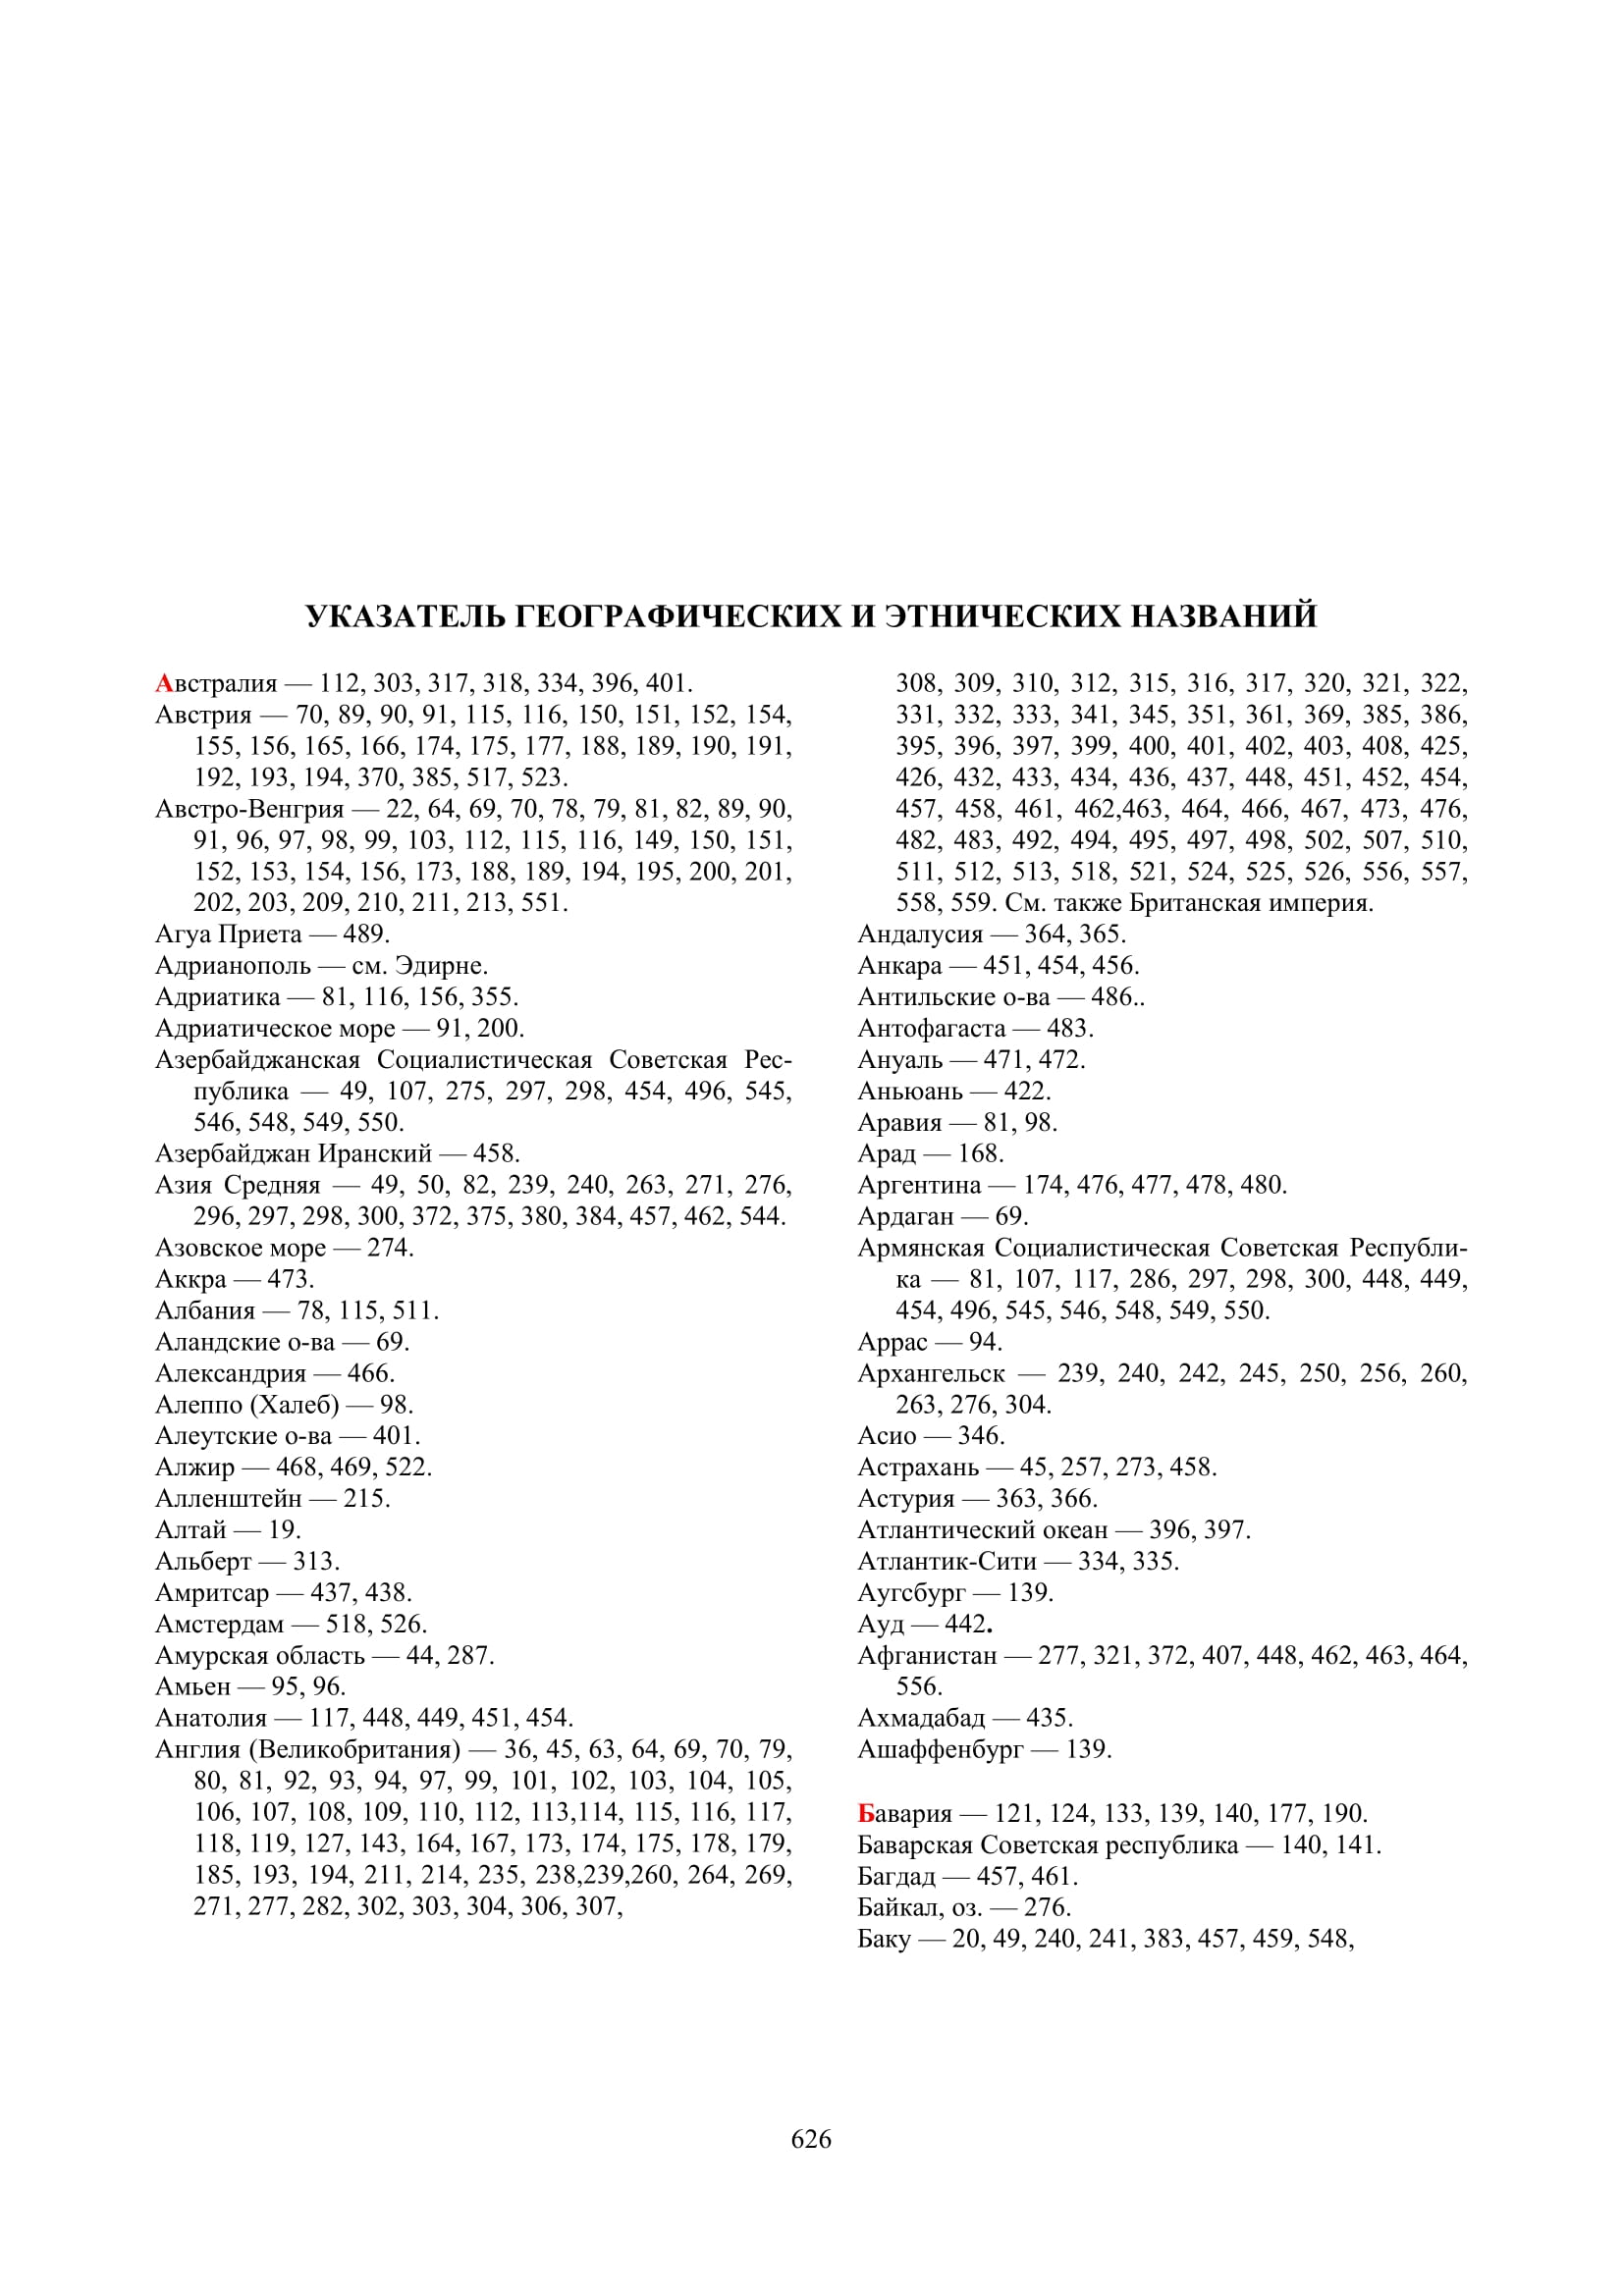 УКАЗАТЕЛЬ ГЕОГРАФИЧЕСКИХ И ЭТНИЧЕСКИХ НАЗВАНИЙ
Австралия — 112, 303, 317, 318, 334, 396, 401.
Австрия — 70, 89, 90, 91, 115, 116, 150, 151, 152, 154,
155, 156, 165, 166, 174, 175, 177, 188, 189, 190, 191,
192, 193, 194, 370, 385, 517, 523.
Австро-Венгрия — 22, 64, 69, 70, 78, 79, 81, 82, 89, 90,
91, 96, 97, 98, 99, 103, 112, 115, 116, 149, 150, 151,
152, 153, 154, 156, 173, 188, 189, 194, 195, 200, 201,
202, 203, 209, 210, 211, 213, 551.
Агуа Приета — 489.
Адрианополь — см. Эдирне.
Адриатика — 81, 116, 156, 355.
Адриатическое море — 91, 200.
Азербайджанская Социалистическая Советская Рес-
публика — 49, 107, 275, 297, 298, 454, 496, 545,
546, 548, 549, 550.
Азербайджан Иранский — 458.
Азия Средняя — 49, 50, 82, 239, 240, 263, 271, 276,
296, 297, 298, 300, 372, 375, 380, 384, 457, 462, 544.
Азовское море — 274.
Аккра — 473.
Албания — 78, 115, 511.
Аландские о-ва — 69.
Александрия — 466.
Алеппо (Халеб) — 98.
Алеутские о-ва — 401.
Алжир — 468, 469, 522.
Алленштейн — 215.
Алтай — 19.
Альберт — 313.
Амритсар — 437, 438.
Амстердам — 518, 526.
Амурская область — 44, 287.
Амьен — 95, 96.
Анатолия — 117, 448, 449, 451, 454.
Англия (Великобритания) — 36, 45, 63, 64, 69, 70, 79,
80, 81, 92, 93, 94, 97, 99, 101, 102, 103, 104, 105,
106, 107, 108, 109, 110, 112, 113,114, 115, 116, 117,
118, 119, 127, 143, 164, 167, 173, 174, 175, 178, 179,
185, 193, 194, 211, 214, 235, 238,239,260, 264, 269,
271, 277, 282, 302, 303, 304, 306, 307,
308, 309, 310, 312, 315, 316, 317, 320, 321, 322,
331, 332, 333, 341, 345, 351, 361, 369, 385, 386,
395, 396, 397, 399, 400, 401, 402, 403, 408, 425,
426, 432, 433, 434, 436, 437, 448, 451, 452, 454,
457, 458, 461, 462,463, 464, 466, 467, 473, 476,
482, 483, 492, 494, 495, 497, 498, 502, 507, 510,
511, 512, 513, 518, 521, 524, 525, 526, 556, 557,
558, 559. См. также Британская империя.
Андалусия — 364, 365.
Анкара — 451, 454, 456.
Антильские о-ва — 486..
Антофагаста — 483.
Ануаль — 471, 472.
Аньюань — 422.
Аравия — 81, 98.
Арад — 168.
Аргентина — 174, 476, 477, 478, 480.
Ардаган — 69.
Армянская Социалистическая Советская Республи-
ка — 81, 107, 117, 286, 297, 298, 300, 448, 449,
454, 496, 545, 546, 548, 549, 550.
Аррас — 94.
Архангельск — 239, 240, 242, 245, 250, 256, 260,
263, 276, 304.
Асио — 346.
Астрахань — 45, 257, 273, 458.
Астурия — 363, 366.
Атлантический океан — 396, 397.
Атлантик-Сити — 334, 335.
Аугсбург — 139.
Ауд — 442.
Афганистан — 277, 321, 372, 407, 448, 462, 463, 464,
556.
Ахмадабад — 435.
Ашаффенбург — 139.
Бавария — 121, 124, 133, 139, 140, 177, 190.
Баварская Советская республика — 140, 141.
Багдад — 457, 461.
Байкал, оз. — 276.
Баку — 20, 49, 240, 241, 383, 457, 459, 548,
626